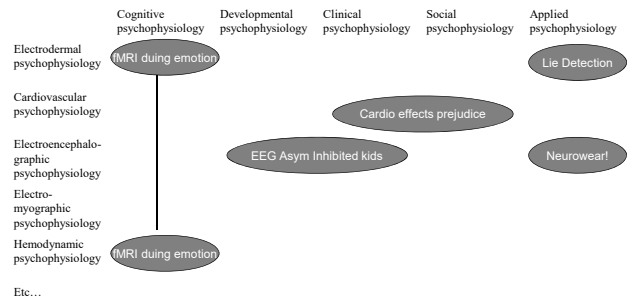 Cognitive psychophysiology
Developmental psychophysiology
Clinical psychophysiology
Social psychophysiology
Applied psychophysiology
Electrodermal
psychophysiology
fMRI duing emotion
Lie Detection
Cardiovascular
psychophysiology
Cardio effects prejudice
Electroencephalo-
graphic
psychophysiology
EEG Asym Inhibited kids
Neurowear!
Electro-
myographic
psychophysiology
Hemodynamic
psychophysiology
fMRI duing emotion
Etc…